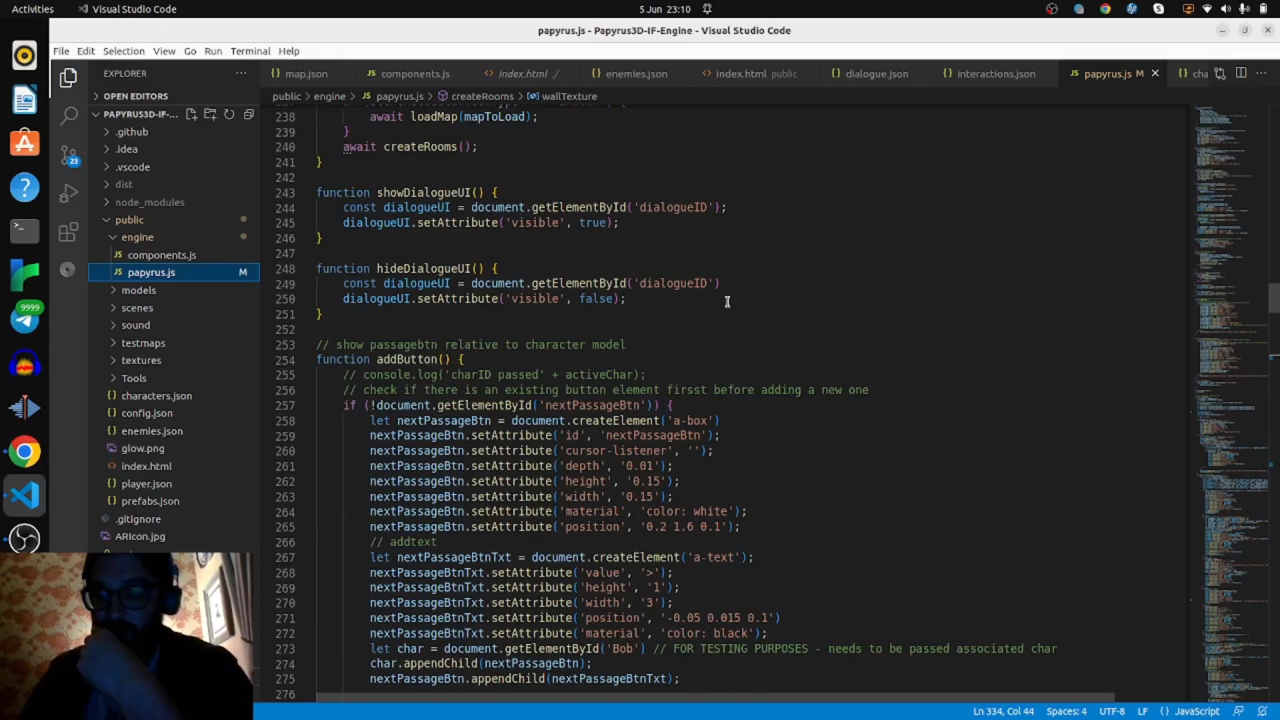 Activities
Visual Studio Code
5 Jun 23:10
papyrus.js - Papyrus3D-IF-Engine - Visual Studio Code
File Edit Selection View Go Run Terminal Help
EXPLORER
map.json
components.js
index.html /
enemies.json
index.html public
dialogue.json
interactions.json
papyrus.js M
cha
OPEN EDITORS
public > engine > papyrus.js > createRooms > wallTexture
PAPYRUS3D-IF-...
.github
.idea
.vscode
dist
node_modules
public
engine
components.js
papyrus.js M
models
scenes
sound
testmaps
textures
Tools
characters.json
config.json
enemies.json
glow.png
index.html
player.json
prefabs.json
.gitignore
ARIcon.jpg
23
9999
238 await loadMap(mapToLoad);
239 }
240 await createRooms();
241 }
242
243 function showDialogueUI() {
244 const dialogueUI = document.getElementById('dialogueID');
245 dialogueUI.setAttribute('visible', true);
246 }
247
248 function hideDialogueUI() {
249 const dialogueUI = document.getElementById('dialogueID')
250 dialogueUI.setAttribute('visible', false);
251 }
252
253 // show passagebtn relative to character model
254 function addButton() {
255 // console.log('charID passed' + activeChar);
256 // check if there is an existing button element firsst before adding a new one
257 if (!document.getElementById('nextPassageBtn')) {
258 let nextPassageBtn = document.createElement('a-box')
259 nextPassageBtn.setAttribute('id', 'nextPassageBtn');
260 nextPassageBtn.setAttribute('cursor-listener', '');
261 nextPassageBtn.setAttribute('depth', '0.01');
262 nextPassageBtn.setAttribute('height', '0.15');
263 nextPassageBtn.setAttribute('width', '0.15');
264 nextPassageBtn.setAttribute('material', 'color: white');
265 nextPassageBtn.setAttribute('position', '0.2 1.6 0.1');
266 // addtext
267 let nextPassageBtnTxt = document.createElement('a-text');
268 nextPassageBtnTxt.setAttribute('value', '>');
269 nextPassageBtnTxt.setAttribute('height', '1');
270 nextPassageBtnTxt.setAttribute('width', '3');
271 nextPassageBtnTxt.setAttribute('position', '-0.05 0.015 0.1')
272 nextPassageBtnTxt.setAttribute('material', 'color: black');
273 let char = document.getElementById('Bob') // FOR TESTING PURPOSES - needs to be passed associated char
274 char.appendChild(nextPassageBtn);
275 nextPassageBtn.appendChild(nextPassageBtnTxt);
276
Ln 334, Col 44 Spaces: 4 UTF-8 LF JavaScript